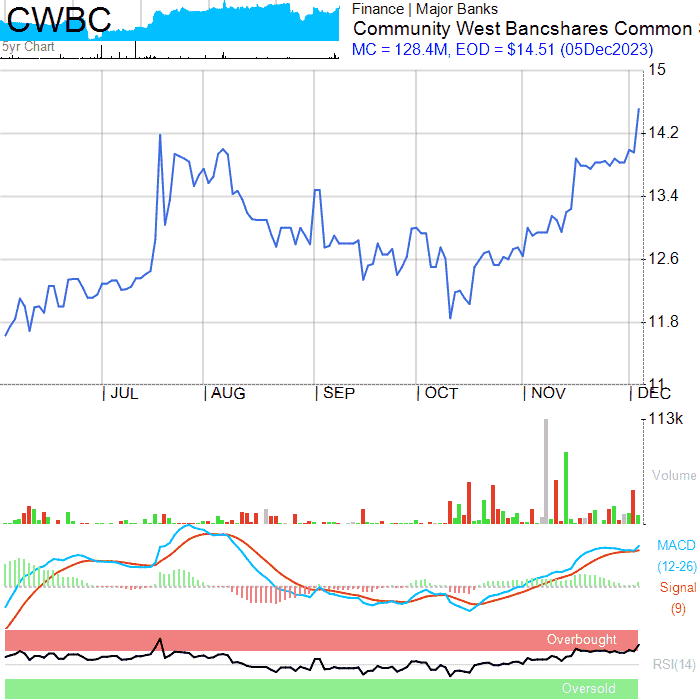 CWBC
5yr Chart
Finance | Major Banks
Community West Bancshares Common
MC = 128.4M, EOD = $14.51 (05Dec2023)
15
14.2
13.4
12.6
11.8
11
JUL
AUG
SEP
OCT
NOV
DEC
113k
Volume
MACD
(12-26)
Signal
(9)
Overbought
RSI(14)
Oversold